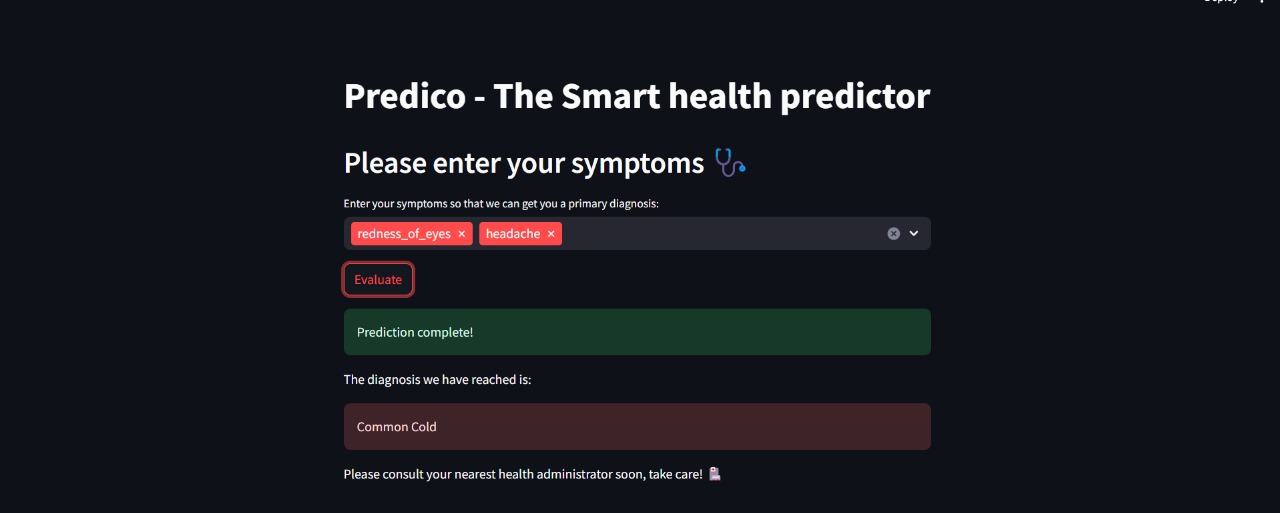 Predico - The Smart health predictor
Please enter your symptoms
Enter your symptoms so that we can get you a primary diagnosis:
redness_of_eyes × headache ×
Evaluate
Prediction complete!
The diagnosis we have reached is:
Common Cold
Please consult your nearest health administrator soon, take care!